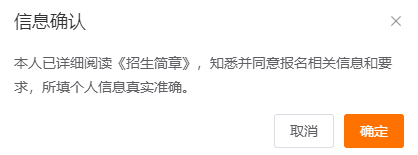 信息确认
本人已详细阅读《招生简章》，知悉并同意报名相关信息和要
求，所填个人信息真实准确。
取消
确定